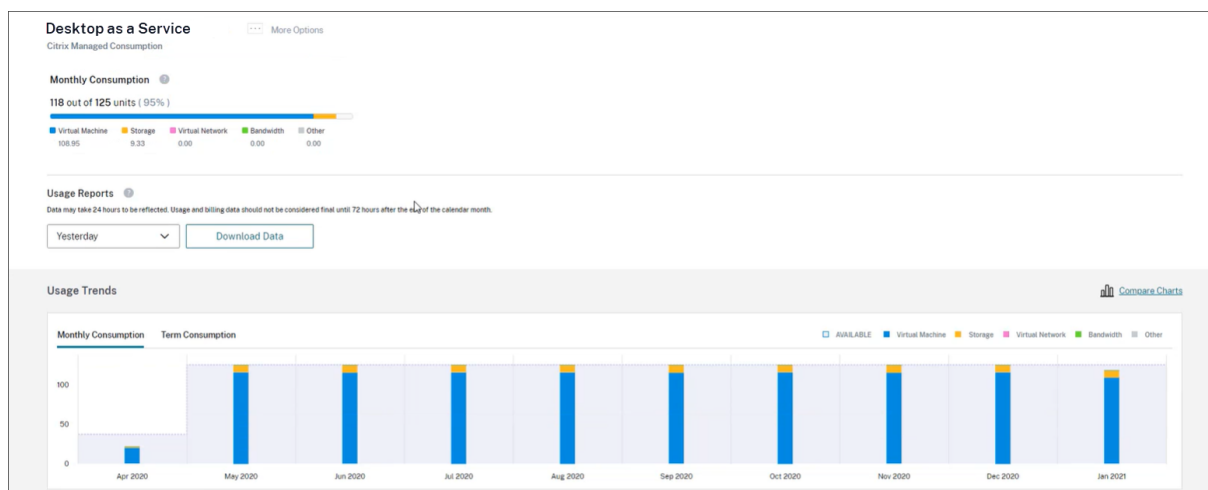 Desktop as a Service
··· More Options
Citrix Managed Consumption
Monthly Consumption ?
118 out of 125 units ( 95% )
Virtual Machine Storage Virtual Network Bandwidth Other
108.95 9.33 0.00 0.00 0.00
Usage Reports ?
Data may take 24 hours to be reflected. Usage and billing data should not be considered final until 72 hours after the end of the calendar month.
Yesterday Download Data
Usage Trends Compare Charts
Monthly Consumption Term Consumption AVAILABLE Virtual Machine Storage Virtual Network Bandwidth Other
100
50
0
Apr 2020 May 2020 Jun 2020 Jul 2020 Aug 2020 Sep 2020 Oct 2020 Nov 2020 Dec 2020 Jan 2021